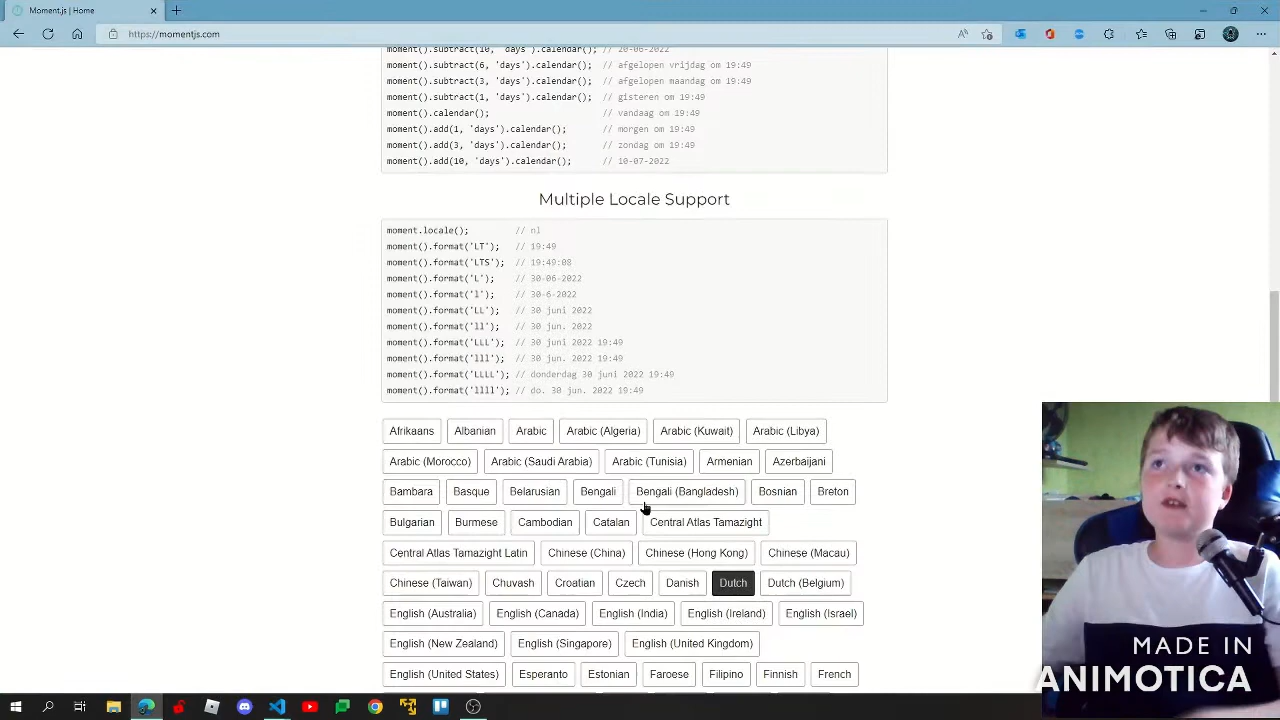 Moment.js | Home
https://momentjs.com
moment().subtract(10, 'days').calendar(); // 20-06-2022
moment().subtract(6, 'days').calendar(); // afgelopen vrijdag om 19:49
moment().subtract(3, 'days').calendar(); // afgelopen maandag om 19:49
moment().subtract(1, 'days').calendar(); // gisteren om 19:49
moment().calendar(); // vandaag om 19:49
moment().add(1, 'days').calendar(); // morgen om 19:49
moment().add(3, 'days').calendar(); // zondag om 19:49
moment().add(10, 'days').calendar(); // 10-07-2022
Multiple Locale Support
moment.locale(); // nl
moment().format('LT'); // 19:49
moment().format('LTS'); // 19:49:08
moment().format('L'); // 30-06-2022
moment().format('l'); // 30-6-2022
moment().format('LL'); // 30 juni 2022
moment().format('ll'); // 30 jun. 2022
moment().format('LLL'); // 30 juni 2022 19:49
moment().format('lll'); // 30 jun. 2022 19:49
moment().format('LLLL'); // donderdag 30 juni 2022 19:49
moment().format('llll'); // do. 30 jun. 2022 19:49
Afrikaans Albanian Arabic Arabic (Algeria) Arabic (Kuwait) Arabic (Libya)
Arabic (Morocco) Arabic (Saudi Arabia) Arabic (Tunisia) Armenian Azerbaijani
Bambara Basque Belarusian Bengali Bengali (Bangladesh) Bosnian Breton
Bulgarian Burmese Cambodian Catalan Central Atlas Tamazight
Central Atlas Tamazight Latin Chinese (China) Chinese (Hong Kong) Chinese (Macau)
Chinese (Taiwan) Chuvash Croatian Czech Danish Dutch Dutch (Belgium)
English (Australia) English (Canada) English (India) English (Ireland) English (Israel)
English (New Zealand) English (Singapore) English (United Kingdom)
English (United States) Esperanto Estonian Faroese Filipino Finnish French
MADE IN
ANIMOTICA